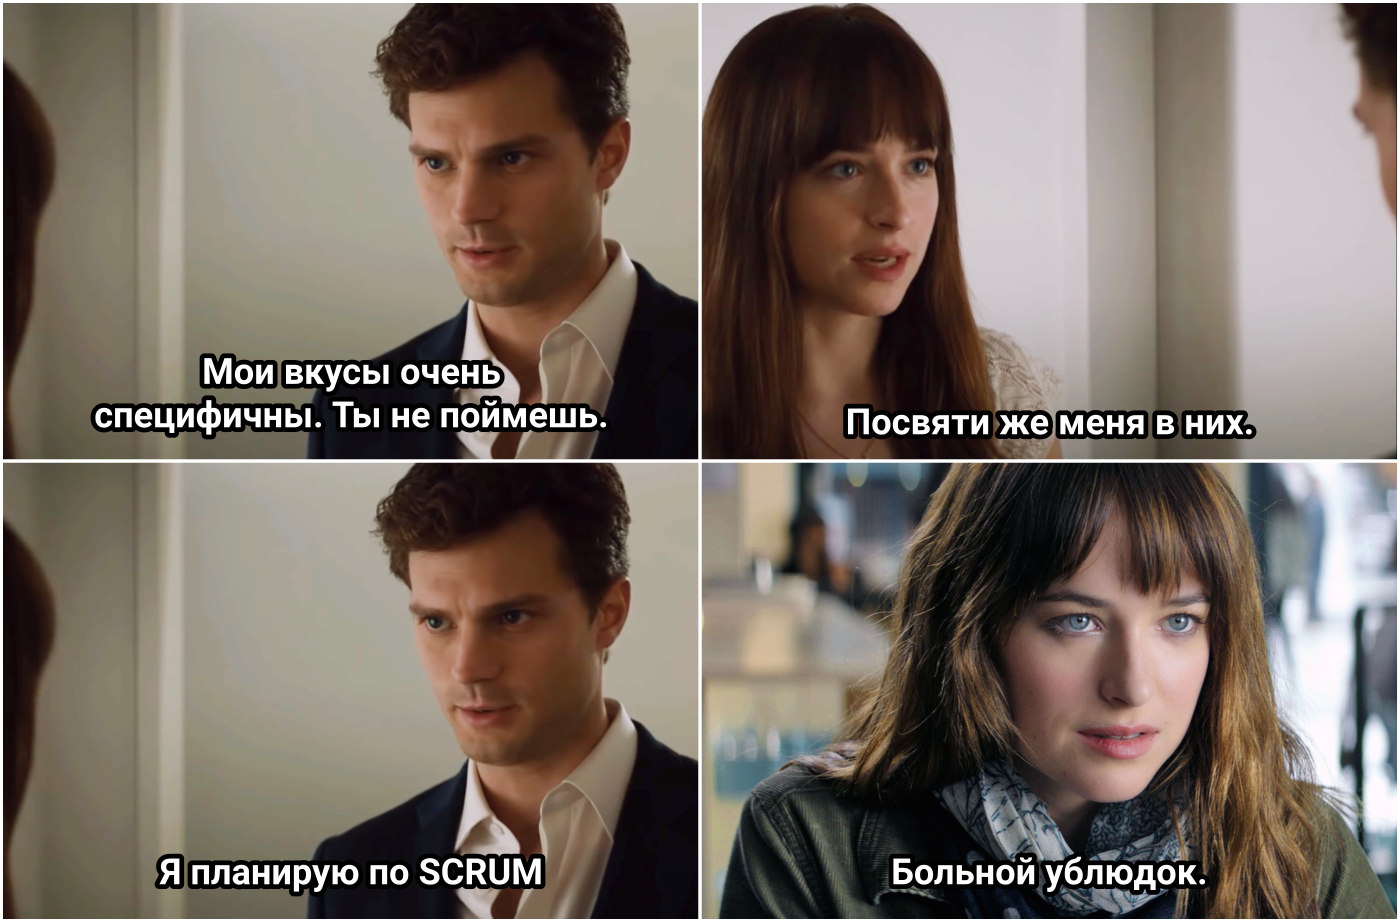 Мои вкусы очень
специфичны. Ты не поймешь.
Посвяти же меня в них.
Я планирую по SCRUM
Больной ублюдок.